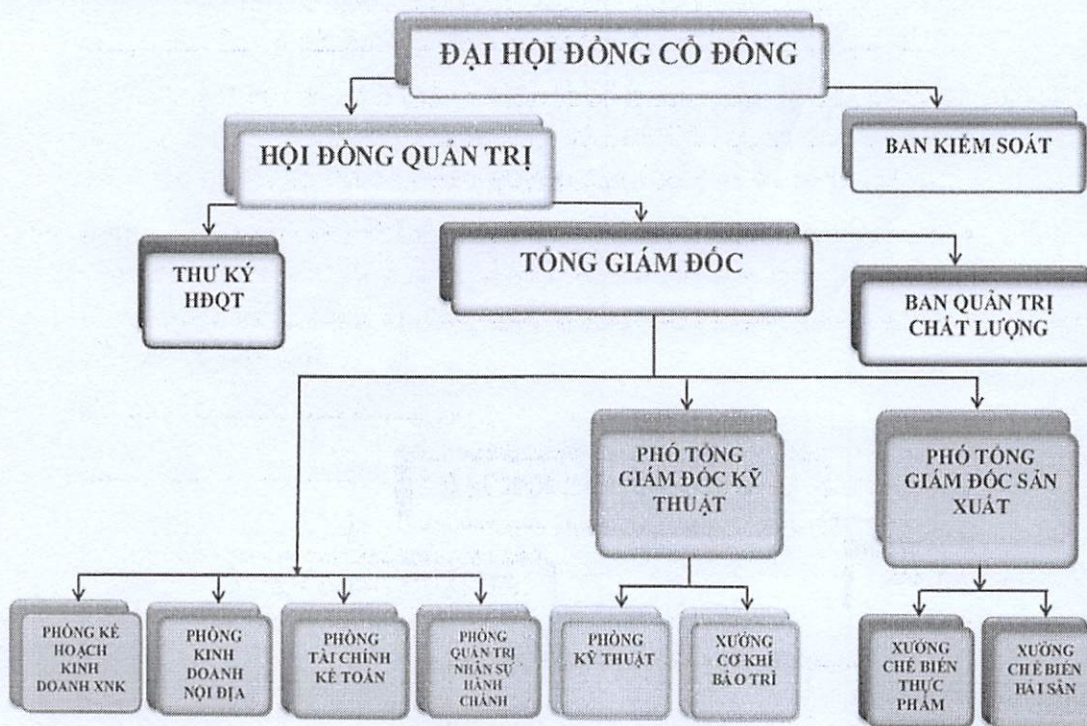 ĐẠI HỘI ĐỒNG CỔ ĐÔNG
HỘI ĐỒNG QUẢN TRỊ
BAN KIỂM SOÁT
THƯ KÝ
HĐQT
TỔNG GIÁM ĐỐC
BAN QUẢN TRỊ
CHẤT LƯỢNG
PHÓ TỔNG
GIÁM ĐỐC KỸ
THUẬT
PHÓ TỔNG
GIÁM ĐỐC SẢN
XUẤT
PHÒNG KẾ
HOẠCH
KINH
DOANH XNK
PHÒNG
KINH
DOANH
NỘI ĐỊA
PHÒNG
TÀI CHÍNH
KẾ TOÁN
PHÒNG
QUẢN TRỊ
NHÂN SỰ
HÀNH
CHÁNH
PHÒNG
KỸ THUẬT
XƯỞNG
CƠ KHÍ
BẢO TRÌ
XƯỞNG
CHẾ BIẾN
THỰC
PHẨM
XƯỞNG
CHẾ BIẾN
HẢI SẢN